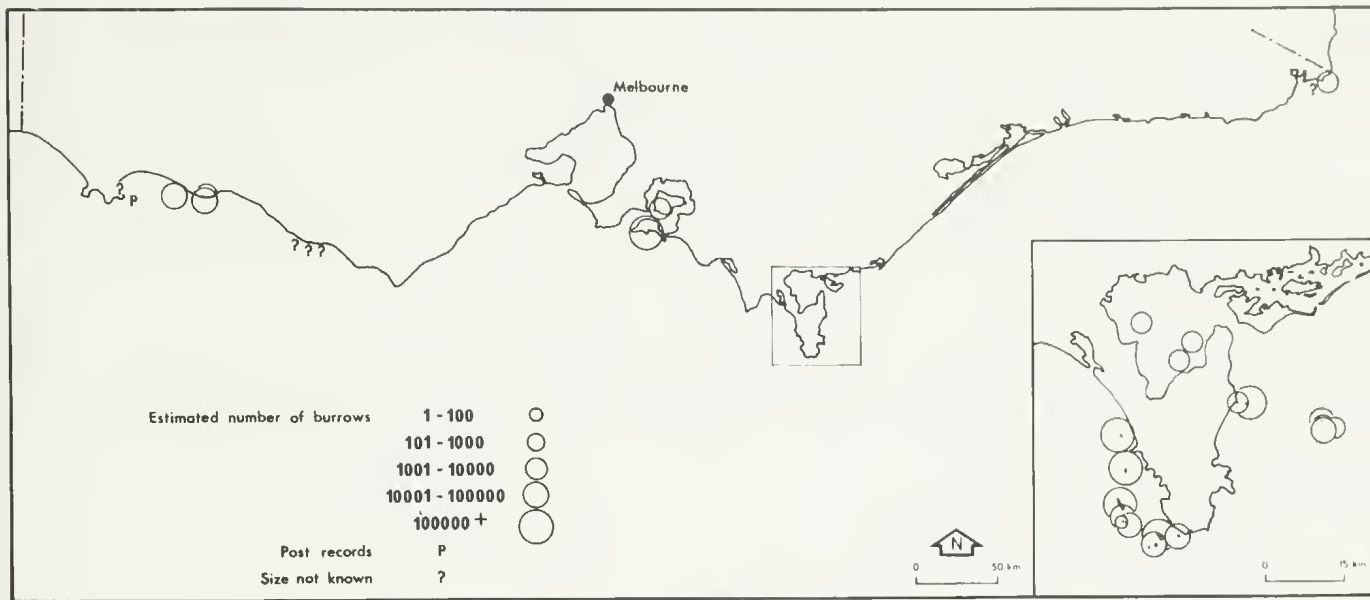 Melbourne
?
?
P
? ? ?
Estimated number of burrows 1 - 100
101 - 1000
1001 - 10000
10001 - 100000
100000 +
Post records P
Size not known ?
N
0 50 km
0 15 km